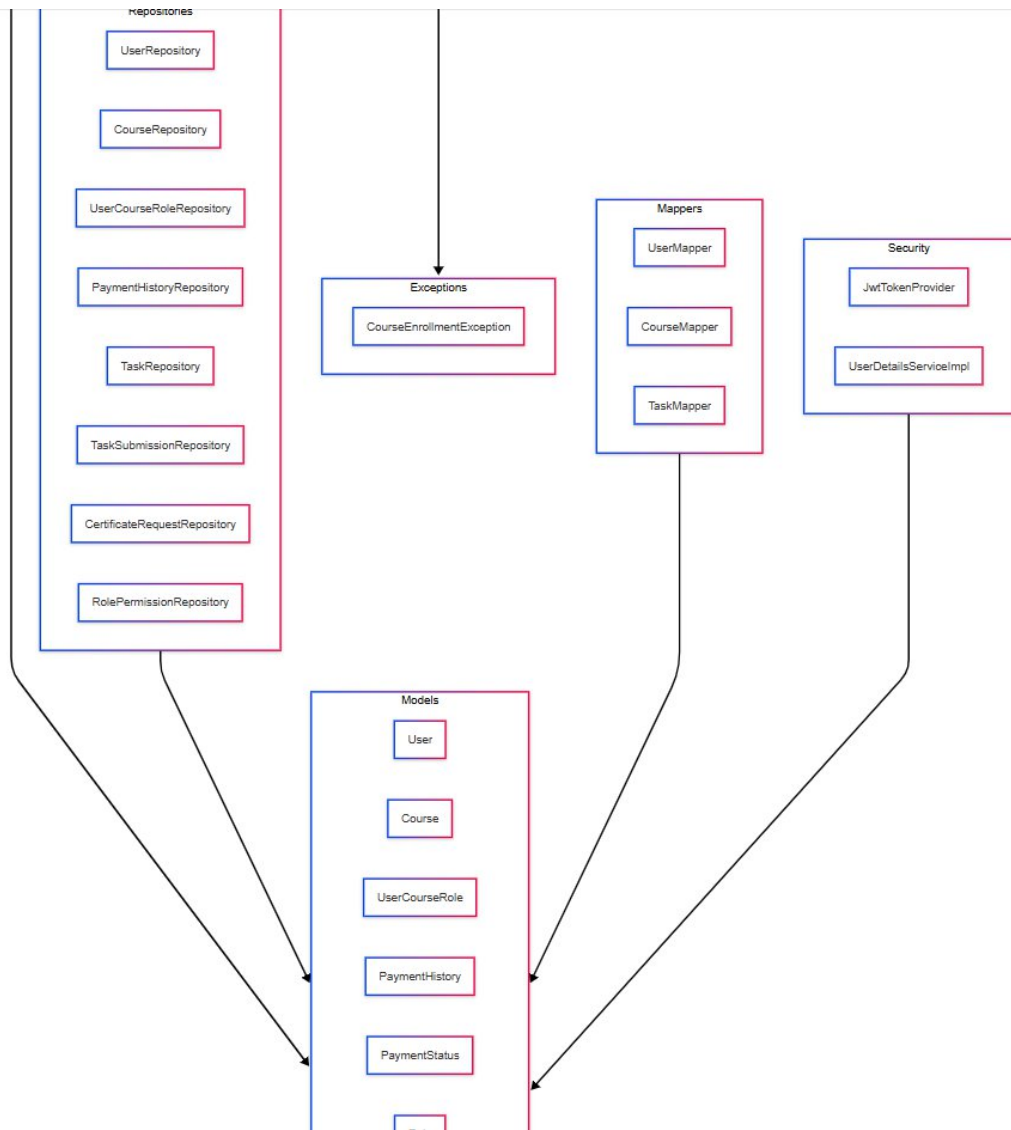 Repositories
UserRepository
CourseRepository
UserCourseRoleRepository
PaymentHistoryRepository
TaskRepository
TaskSubmissionRepository
CertificateRequestRepository
RolePermissionRepository
Exceptions
CourseEnrollmentException
Mappers
UserMapper
CourseMapper
TaskMapper
Security
JwtTokenProvider
UserDetailsServiceImpl
Models
User
Course
UserCourseRole
PaymentHistory
PaymentStatus